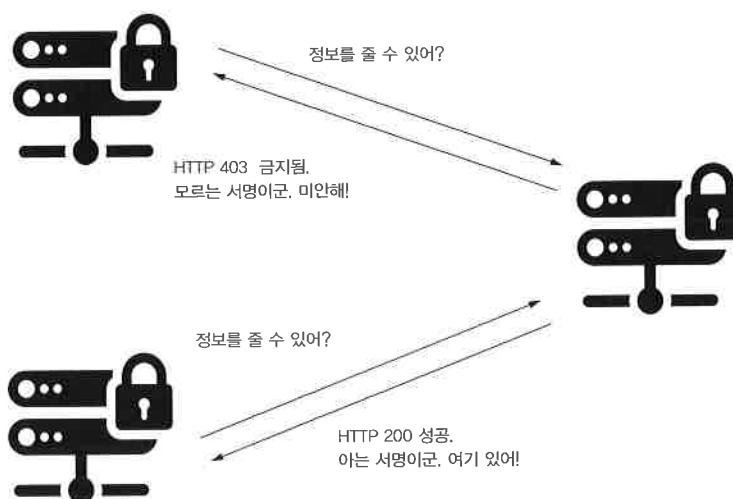 정보를 줄 수 있어?
HTTP 403 금지됨.
모르는 서명이군. 미안해!
정보를 줄 수 있어?
HTTP 200 성공.
아는 서명이군. 여기 있어!